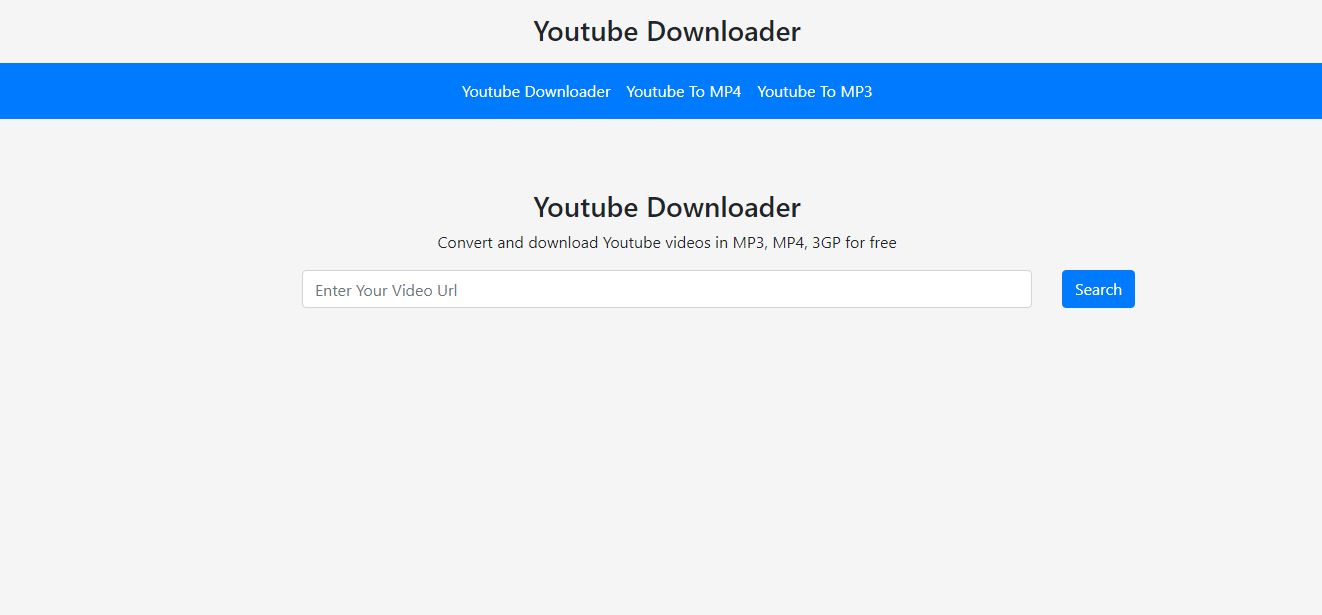 Youtube Downloader
Youtube Downloader Youtube To MP4 Youtube To MP3
Youtube Downloader
Convert and download Youtube videos in MP3, MP4, 3GP for free
Enter Your Video Url Search